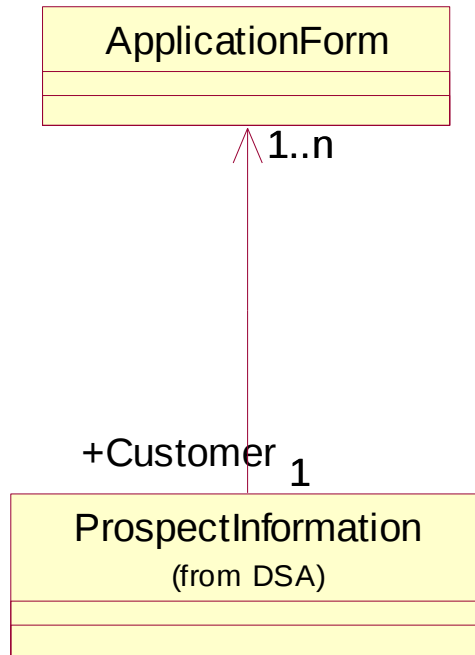 ApplicationForm
1..n
+Customer
1
ProspectInformation
(from DSA)